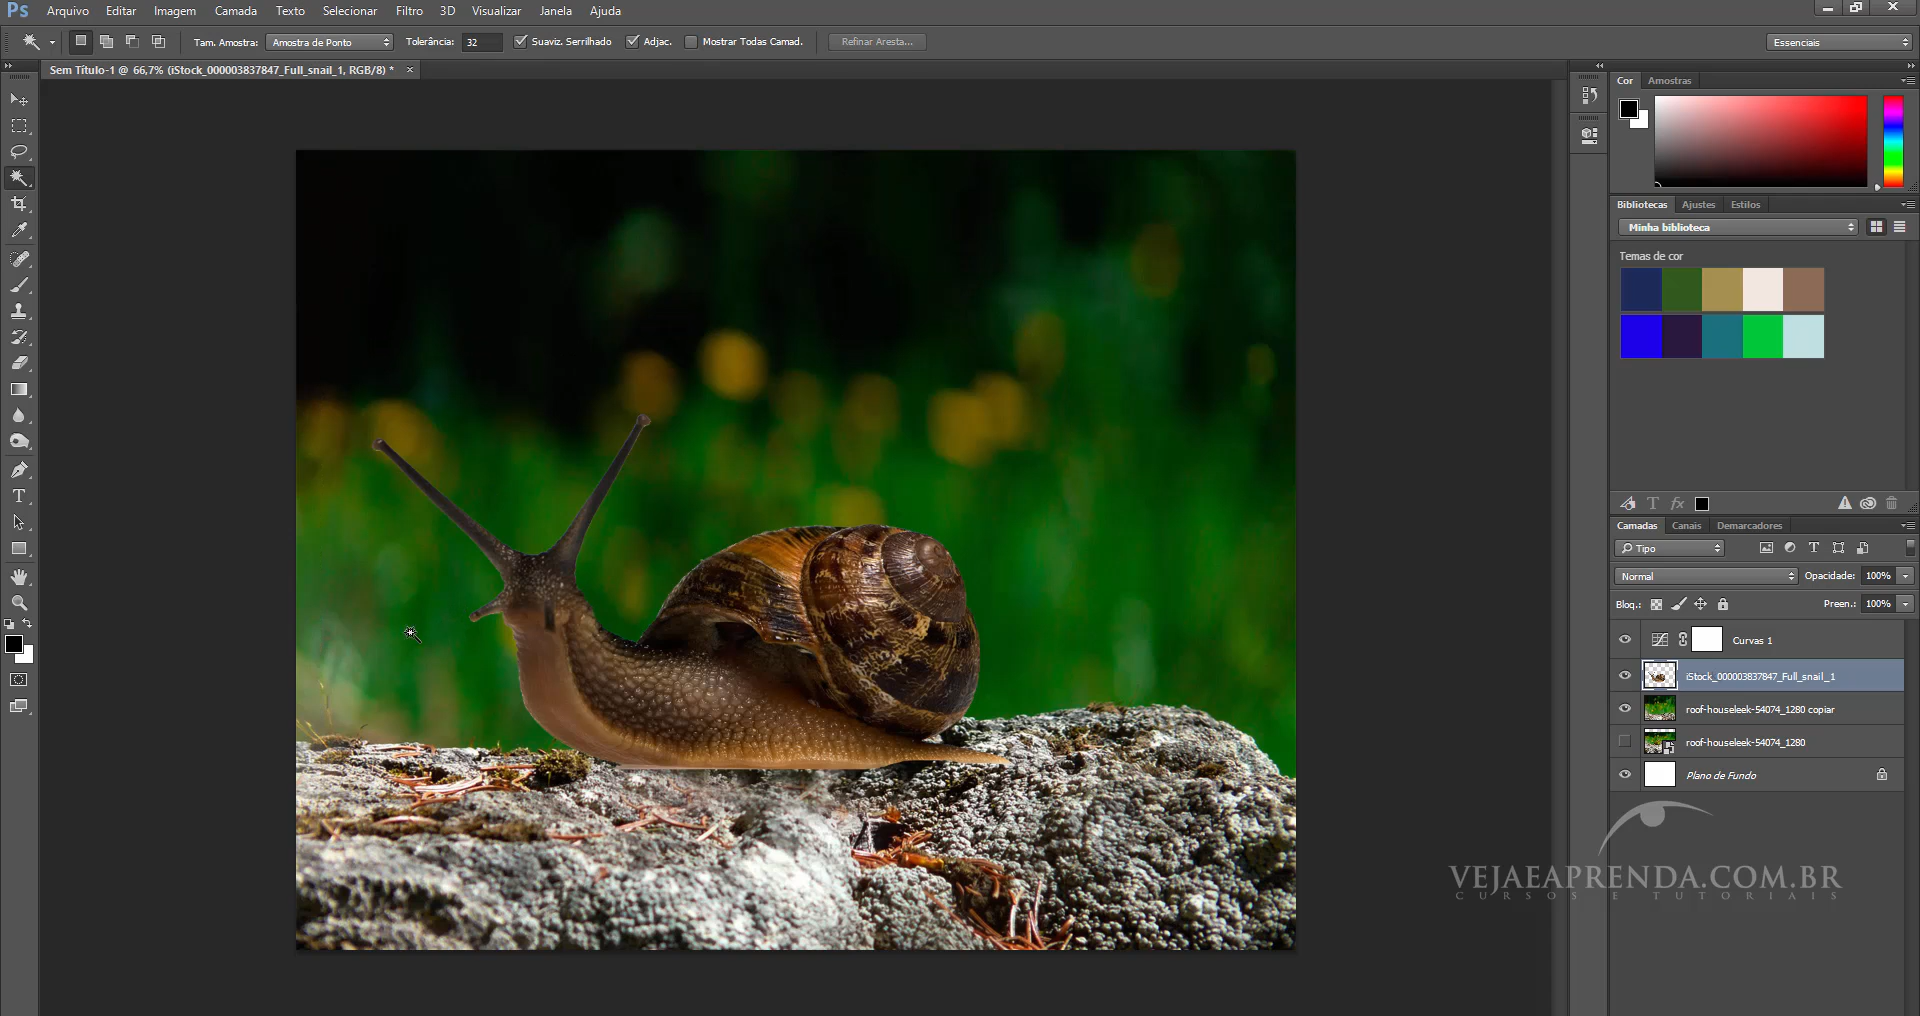 Ps Arquivo Editar Imagem Camada Texto Selecionar Filtro 3D Visualizar Janela Ajuda
Tam. Amostra: Amostra de Ponto Tolerância: 32 Suaviz. Serrilhado Adjac. Mostrar Todas Camad. Refinar Aresta... Essenciais
Sem Título-1 @ 66,7% (iStock_000003837847_Full_snail_1, RGB/8) *
Cor Amostras
Bibliotecas Ajustes Estilos
Minha biblioteca
Temas de cor
Camadas Canais Demarcadores
Tipo
Normal Opacidade: 100%
Bloq.: Preen.: 100%
Curvas 1
iStock_000003837847_Full_snail_1
roof-houseleek-54074_1280 copiar
roof-houseleek-54074_1280
Plano de Fundo
VEJAEAPRENDA.COM.BR
CURSOS E TUTORIAIS